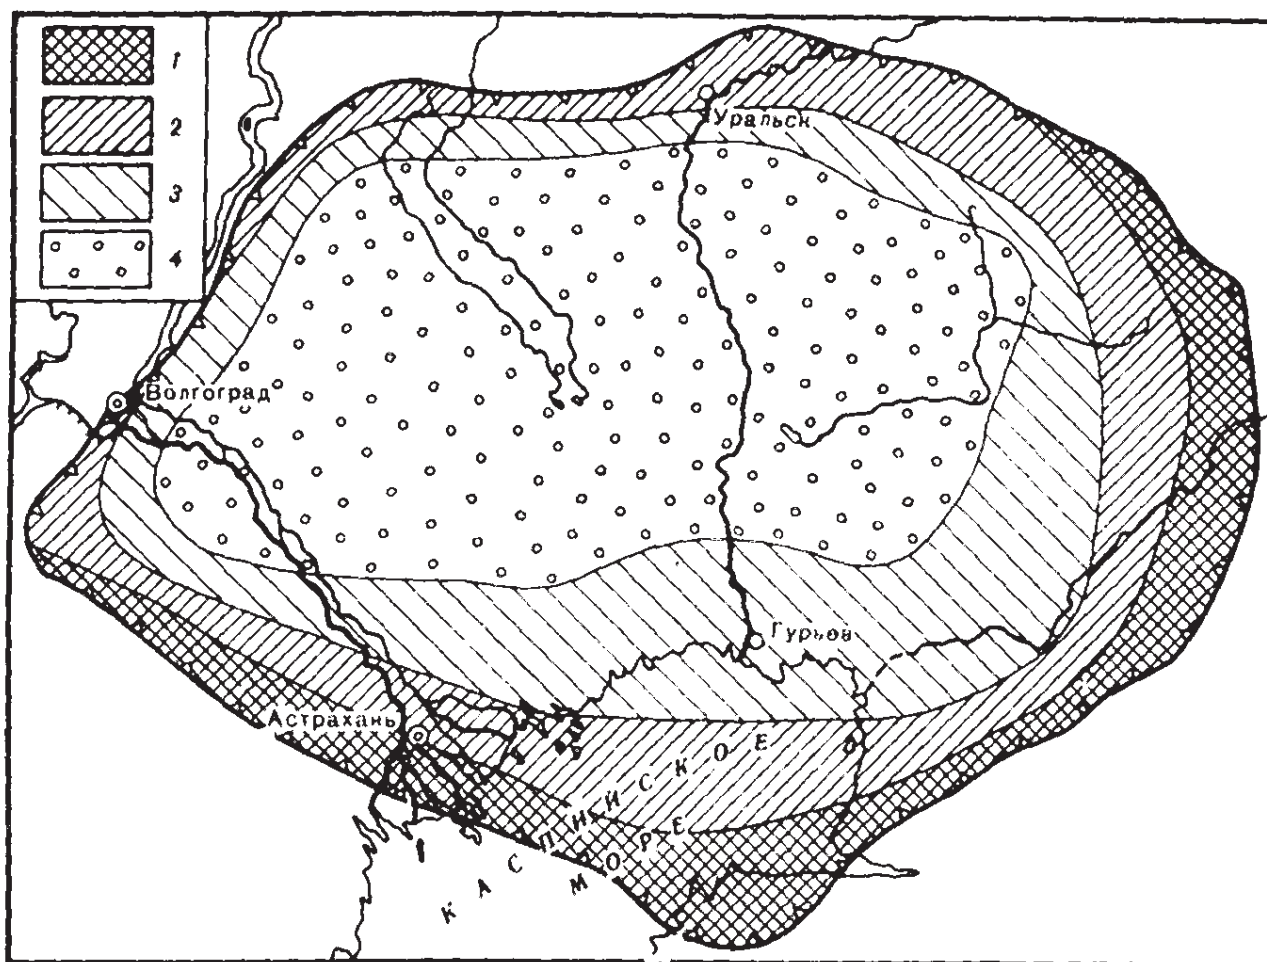 1
2
3
4
Уральск
Волгоград
Гурьев
Астрахань
КАСПИЙСКОЕ
МОРЕ